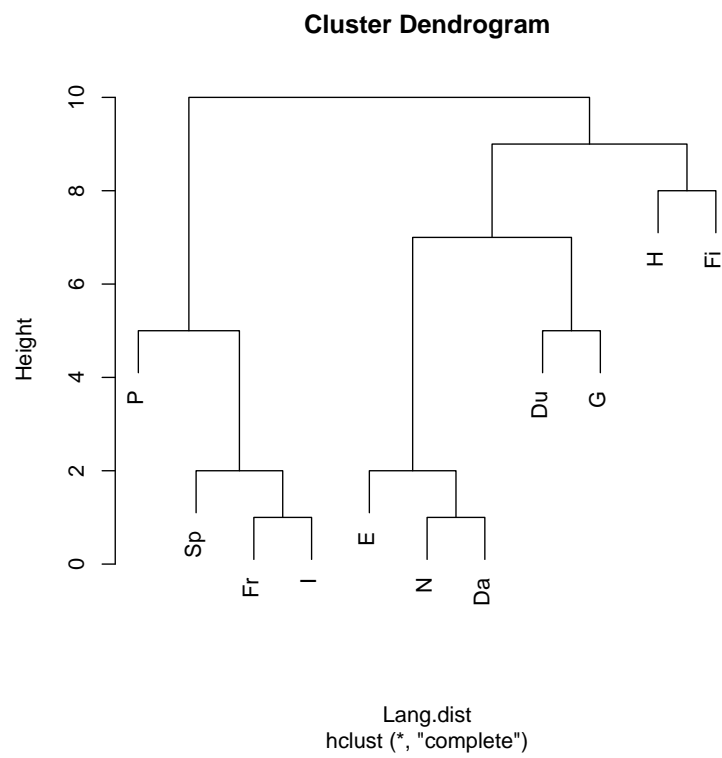 Cluster Dendrogram
Height
10
8
6
4
2
0
P
Sp
Fr
I
E
N
Da
Du
G
H
Fi
Lang.dist
hclust (*, "complete")